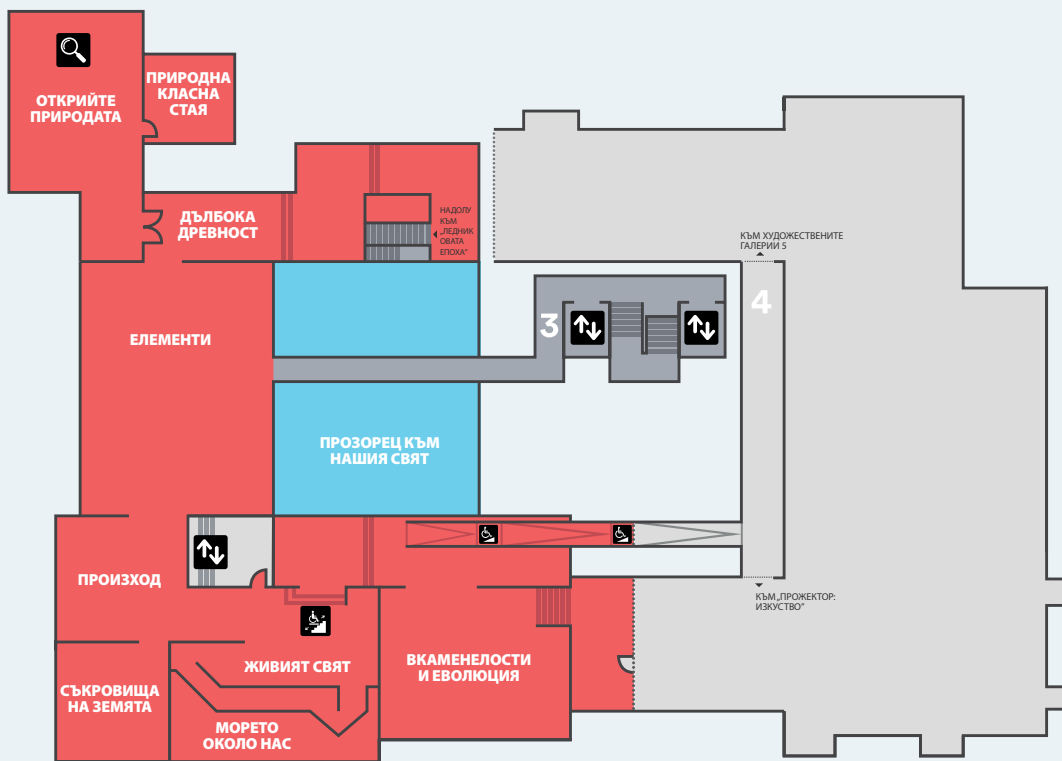 ОТКРИЙТЕ
ПРИРОДАТА
ПРИРОДНА
КЛАСНА
СТАЯ
ДЪЛБОКА
ДРЕВНОСТ
НАДОЛУ
КЪМ
„ЛЕДНИК
ОВАТА
ЕПОХА“
КЪМ ХУДОЖЕСТВЕНИТЕ
ГАЛЕРИИ 5
3
4
ЕЛЕМЕНТИ
ПРОЗОРЕЦ КЪМ
НАШИЯ СВЯТ
ПРОИЗХОД
КЪМ „ПРОЖЕКТОР:
ИЗКУСТВО“
ЖИВИЯТ СВЯТ
ВКАМЕНЕЛОСТИ
И ЕВОЛЮЦИЯ
СЪКРОВИЩА
НА ЗЕМЯТА
МОРЕТО
ОКОЛО НАС